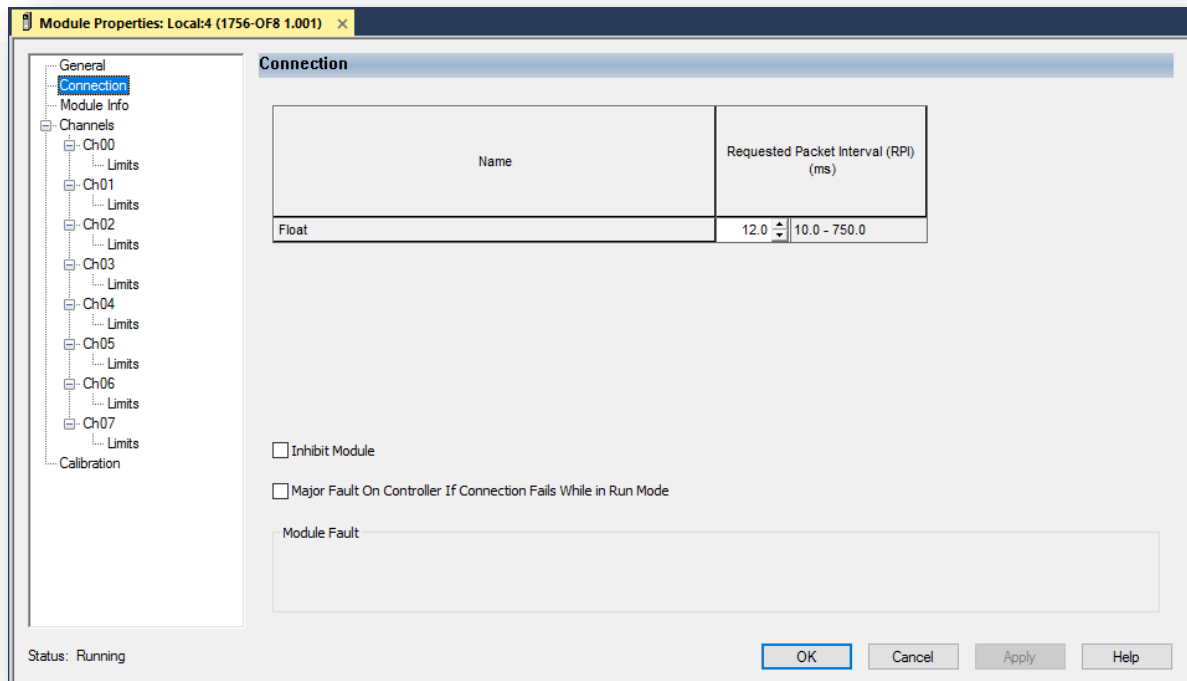 Module Properties: Local:4 (1756-OF8 1.001)
General
Connection
Module Info
Channels
Ch00
Limits
Ch01
Limits
Ch02
Limits
Ch03
Limits
Ch04
Limits
Ch05
Limits
Ch06
Limits
Ch07
Limits
Calibration
Connection
Name
Requested Packet Interval (RPI)
(ms)
Float 12.0 10.0 - 750.0
Inhibit Module
Major Fault On Controller If Connection Fails While in Run Mode
Module Fault
Status: Running
OK Cancel Apply Help